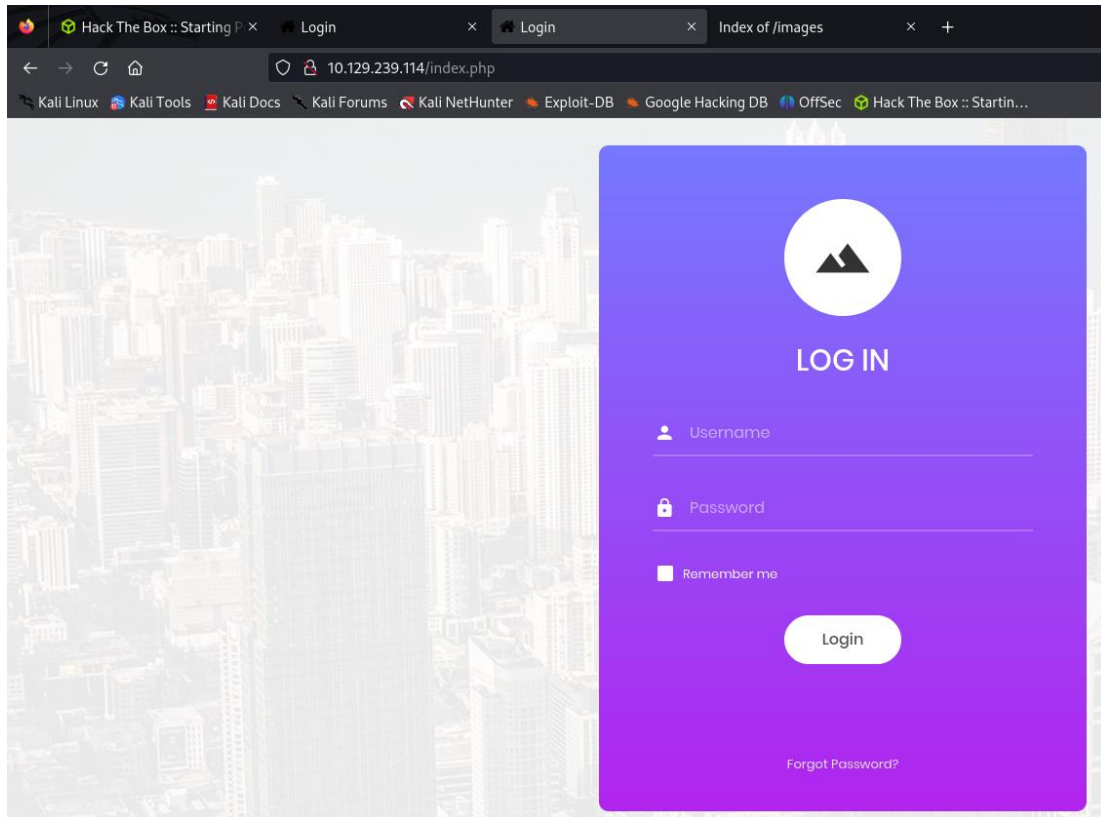 Hack The Box :: Starting P
Login
Login
Index of /images
10.129.239.114/index.php
Kali Linux Kali Tools Kali Docs Kali Forums Kali NetHunter Exploit-DB Google Hacking DB OffSec Hack The Box :: Startin...
LOG IN
Username
Password
Remember me
Login
Forgot Password?